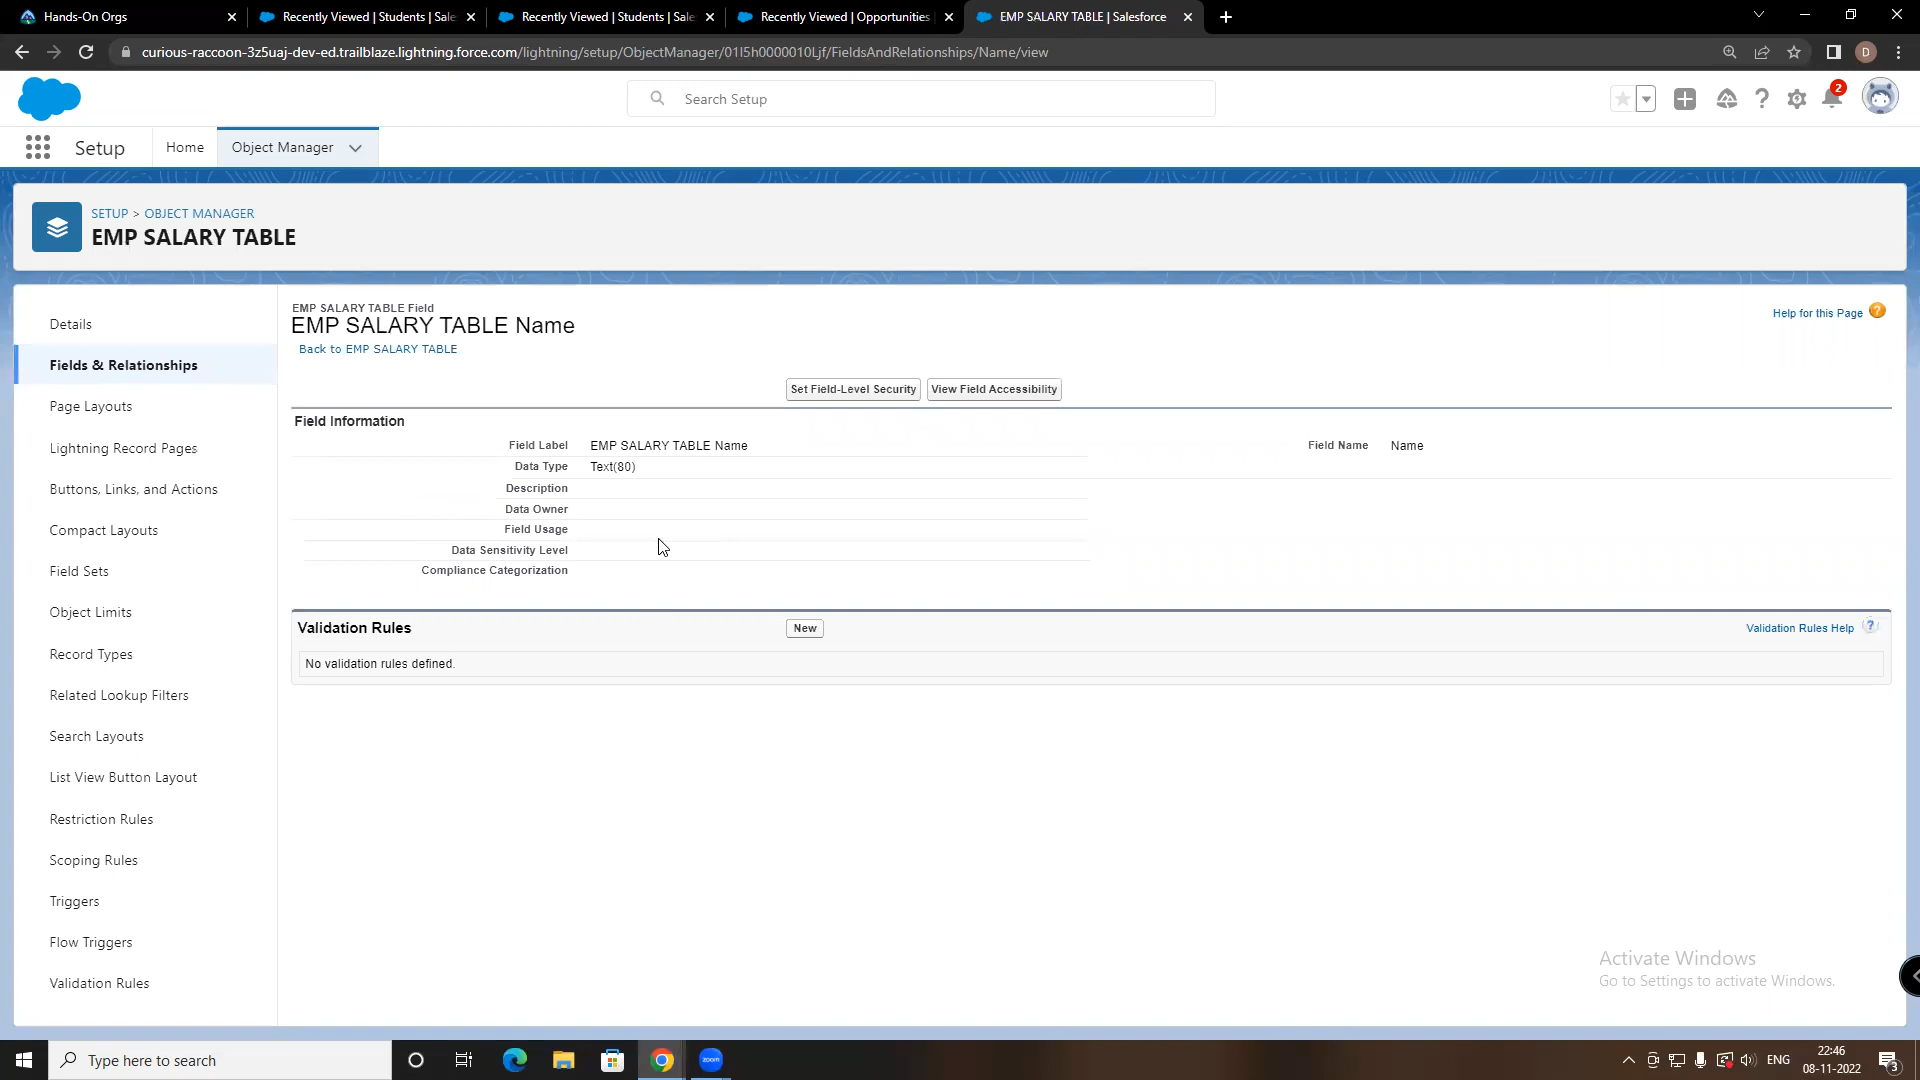 Hands-On Orgs
Recently Viewed | Students | Sale
Recently Viewed | Students | Sale
Recently Viewed | Opportunities
EMP SALARY TABLE | Salesforce
curious-raccoon-3z5uaj-dev-ed.trailblaze.lightning.force.com/lightning/setup/ObjectManager/01I5h0000010Ljf/FieldsAndRelationships/Name/view
D
Search Setup
2
Setup
Home
Object Manager
SETUP > OBJECT MANAGER
EMP SALARY TABLE
Details
Fields & Relationships
Page Layouts
Lightning Record Pages
Buttons, Links, and Actions
Compact Layouts
Field Sets
Object Limits
Record Types
Related Lookup Filters
Search Layouts
List View Button Layout
Restriction Rules
Scoping Rules
Triggers
Flow Triggers
Validation Rules
EMP SALARY TABLE Field
EMP SALARY TABLE Name
Back to EMP SALARY TABLE
Help for this Page ?
Set Field-Level Security
View Field Accessibility
Field Information
Field Label EMP SALARY TABLE Name
Field Name Name
Data Type Text(80)
Description
Data Owner
Field Usage
Data Sensitivity Level
Compliance Categorization
Validation Rules
New
Validation Rules Help ?
No validation rules defined.
Activate Windows
Go to Settings to activate Windows.
Type here to search
zoom
ENG
22:46
08-11-2022
3